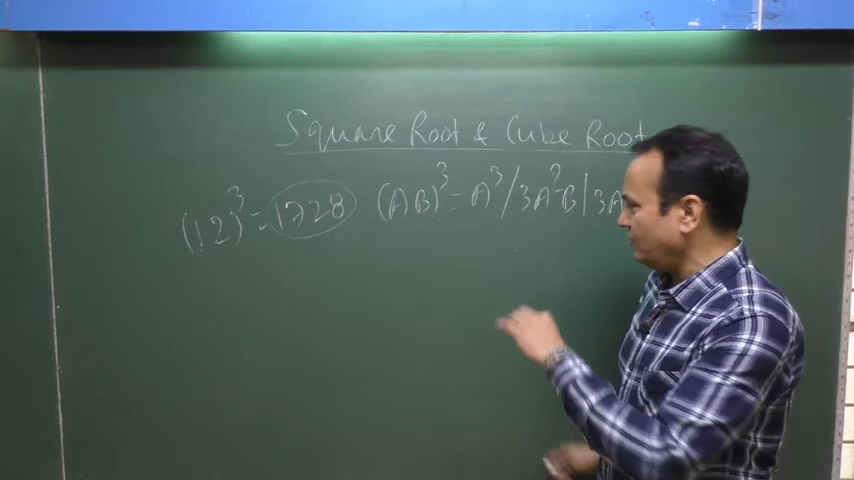 Square Root & Cube Root
(12)³ = 1728 (AB)³ = A³/3A²B|3A